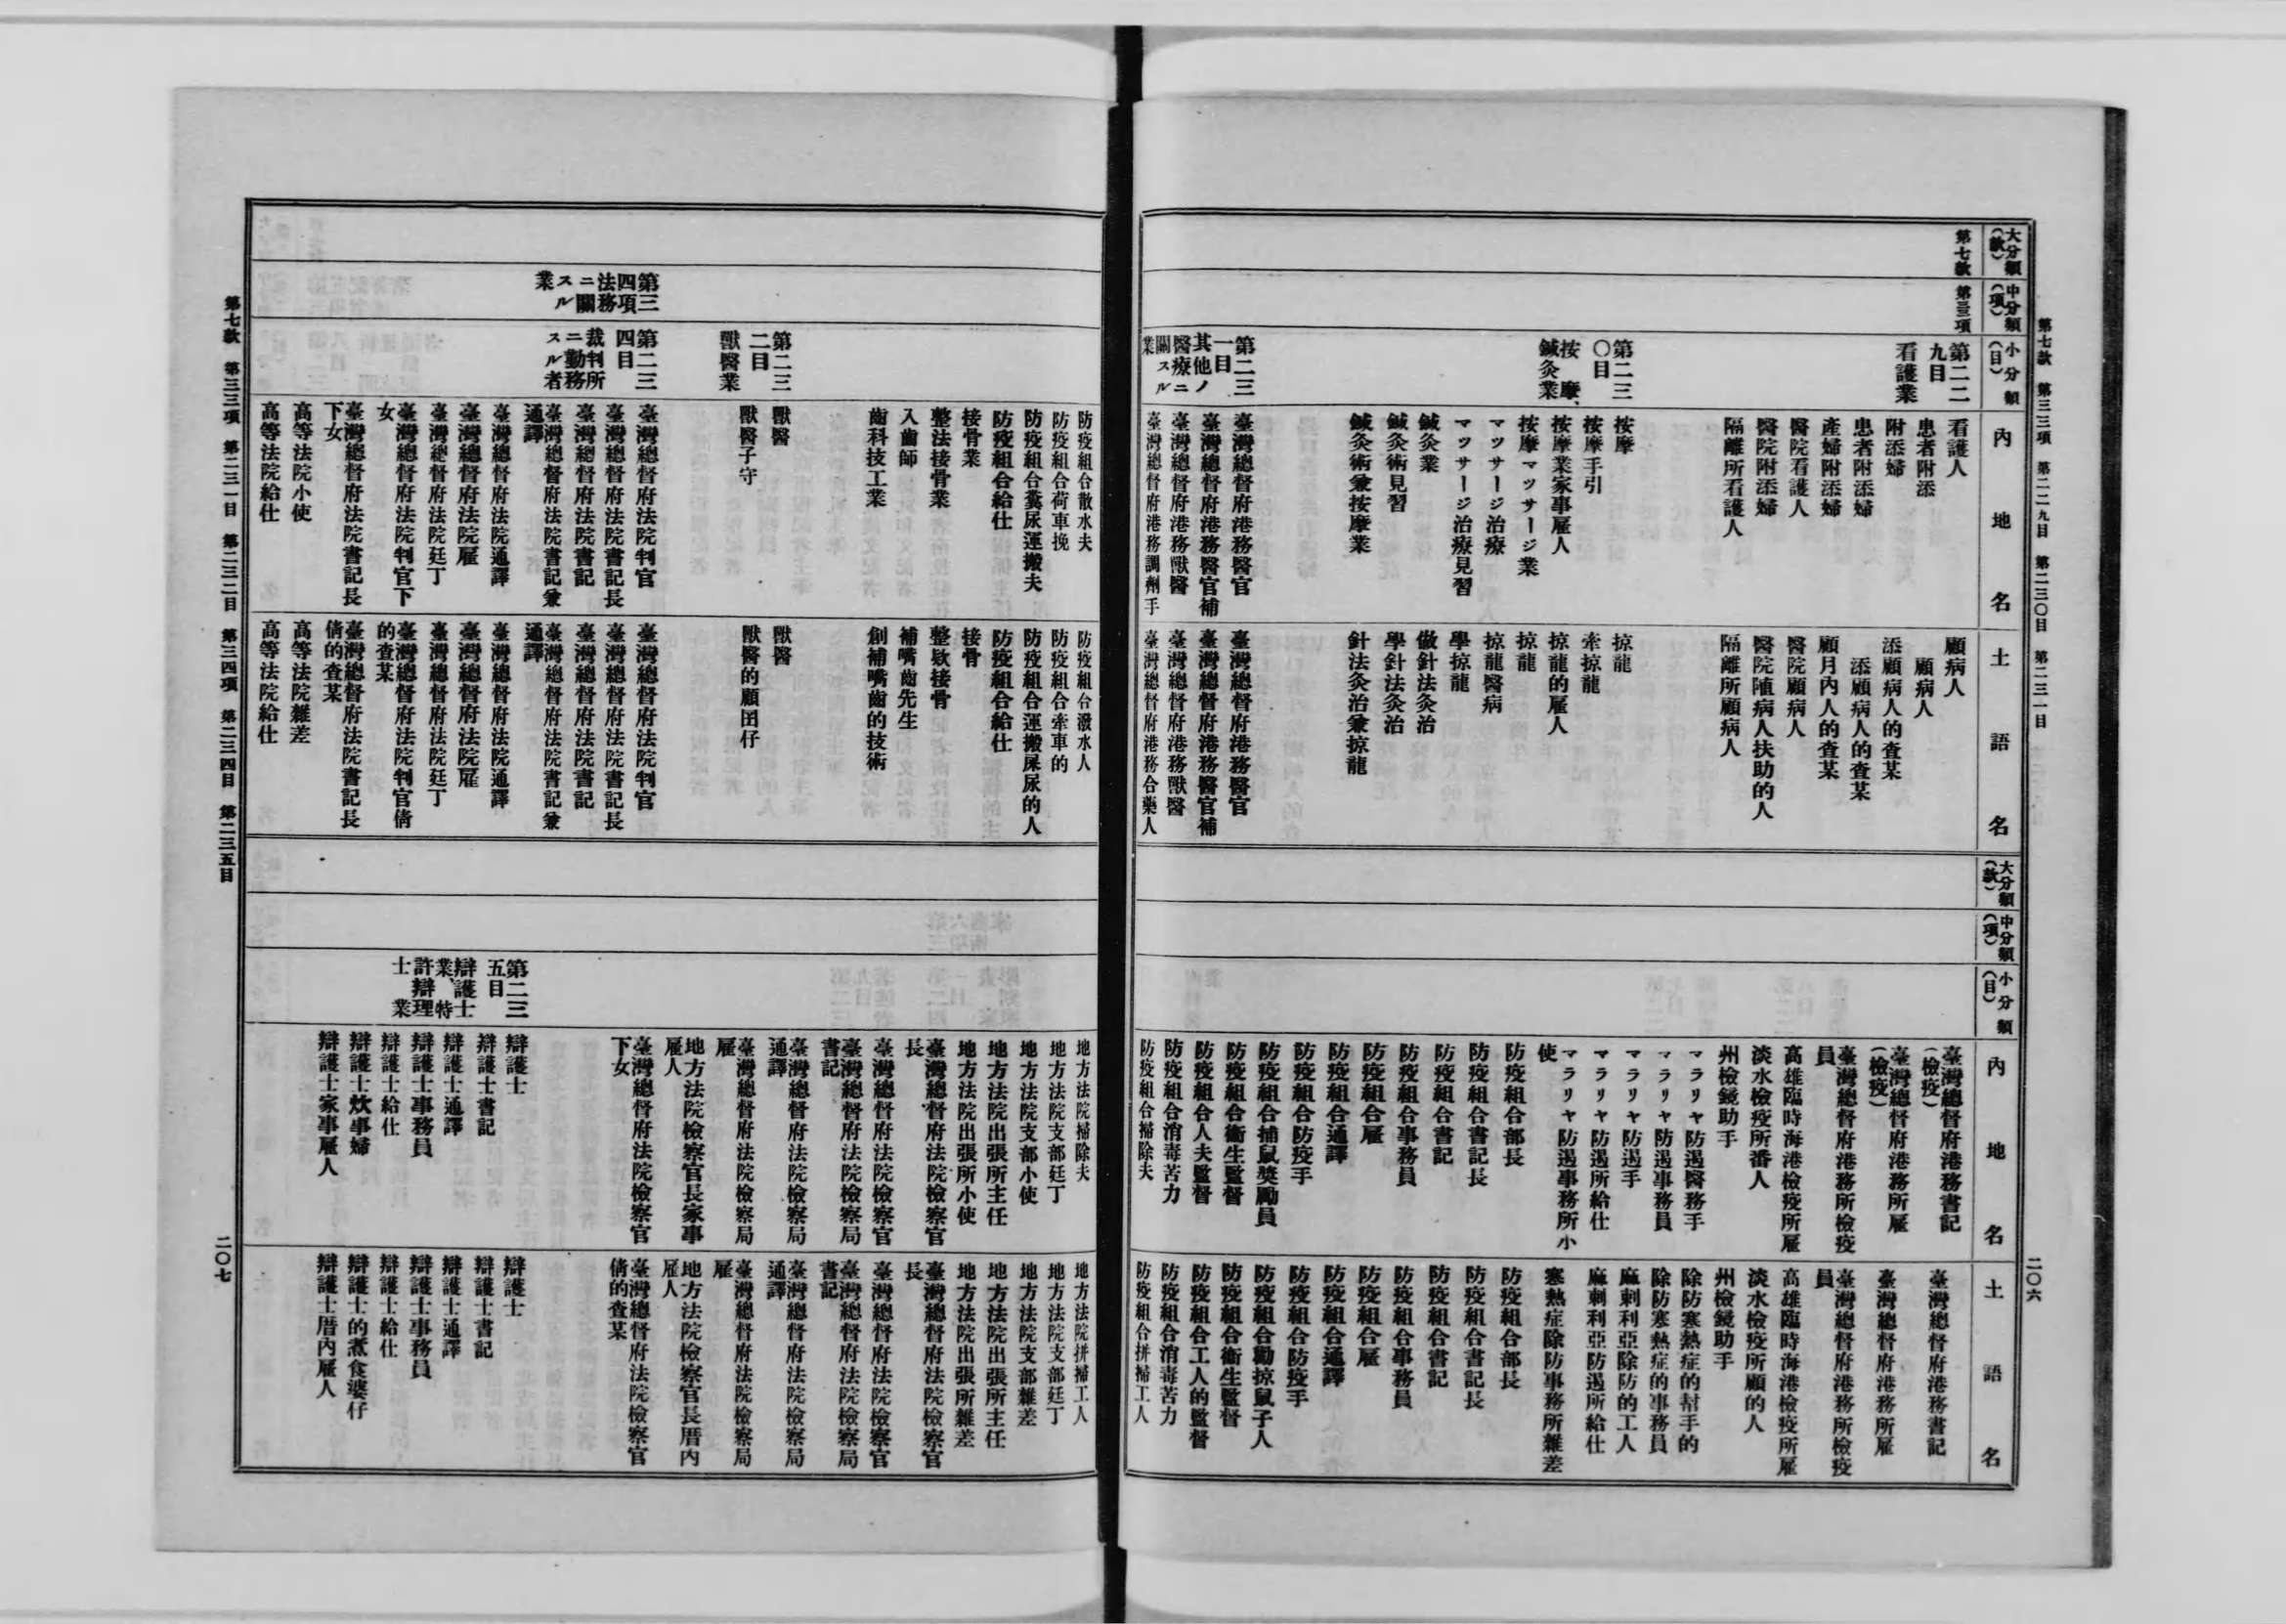 第七款　第三三項　第二二九目　第二三〇目　第二三一目
二〇六
大分類(款)
中分類(項)
小分類(目)
內地名
土語名
第七款
第三三項
第二二九目
看護業
看護人
患者附添
附添婦
患者附添婦
產婦附添婦
醫院看護人
醫院附添婦
隔離所看護人
顧病人
顧病人
添顧病人的查某
添顧病人的查某
顧月內人的查某
醫院顧病人
醫院隨病人扶助的人
隔離所顧病人
第二三〇目
按摩、鍼灸業
按摩
按摩手引
按摩業家事雇人
按摩マツサージ業
マツサージ治療
マツサージ治療見習
鍼灸業
鍼灸術見習
鍼灸術兼按摩業
掠龍
牽掠龍
掠龍的雇人
掠龍
掠龍醫病
學掠龍
做針法灸治
學針法灸治
針法灸治兼掠龍
第二三一目
其他ノ醫療ニ關スル業
臺灣總督府港務醫官
臺灣總督府港務醫官補
臺灣總督府港務獸醫
臺灣總督府港務調劑手
臺灣總督府港務醫官
臺灣總督府港務醫官補
臺灣總督府港務獸醫
臺灣總督府港務合藥人
大分類(款)
中分類(項)
小分類(目)
內地名
土語名
臺灣總督府港務書記(檢疫)
臺灣總督府港務所雇(檢疫)
臺灣總督府港務所檢疫員
高雄臨時海港檢疫所雇
淡水檢疫所番人
州檢鏡助手
マラリヤ防遏醫務手
マラリヤ防遏事務員
マラリヤ防遏手
マラリヤ防遏所給仕
マラリヤ防遏事務所小使
防疫組合部長
防疫組合書記長
防疫組合書記
防疫組合事務員
防疫組合雇
防疫組合通譯
防疫組合防疫手
防疫組合捕鼠獎勵員
防疫組合衞生監督
防疫組合人夫監督
防疫組合消毒苦力
防疫組合掃除夫
臺灣總督府港務書記
臺灣總督府港務所雇
臺灣總督府港務所檢疫員
高雄臨時海港檢疫所雇
淡水檢疫所顧的人
州檢鏡助手
除防寒熱症的幇手的
除防寒熱症的事務員
麻剌利亞除防的工人
麻剌利亞防遏所給仕
寒熱症除防事務所雜差
防疫組合部長
防疫組合書記長
防疫組合書記
防疫組合事務員
防疫組合雇
防疫組合通譯
防疫組合防疫手
防疫組合勸掠鼠子人
防疫組合衞生監督
防疫組合工人的監督
防疫組合消毒苦力
防疫組合拼掃工人
防疫組合散水夫
防疫組合荷車挽
防疫組合糞尿運搬夫
防疫組合給仕
接骨業
整法接骨業
入齒師
齒科技工業
防疫組合潑水人
防疫組合牽車的
防疫組合運搬屎尿的人
防疫組合給仕
接骨
整欵接骨
補嘴齒先生
創補嘴齒的技術
第二三二目
獸醫業
獸醫
獸醫子守
獸醫
獸醫的顧囝仔
第三四項
法務ニ關スル業
第二三四目
裁判所ニ勤務スル者
臺灣總督府法院判官
臺灣總督府法院書記長
臺灣總督府法院書記
臺灣總督府法院書記兼通譯
臺灣總督府法院通譯
臺灣總督府法院雇
臺灣總督府法院廷丁
臺灣總督府法院判官下女
臺灣總督府法院書記長下女
高等法院小使
高等法院給仕
臺灣總督府法院判官
臺灣總督府法院書記長
臺灣總督府法院書記
臺灣總督府法院書記兼通譯
臺灣總督府法院通譯
臺灣總督府法院雇
臺灣總督府法院廷丁
臺灣總督府法院判官倩的查某
臺灣總督府法院書記長倩的查某
高等法院雜差
高等法院給仕
地方法院掃除夫
地方法院支部廷丁
地方法院支部小使
地方法院出張所主任
地方法院出張所小使
臺灣總督府法院檢察官長
臺灣總督府法院檢察官
臺灣總督府法院檢察局書記
臺灣總督府法院檢察局通譯
臺灣總督府法院檢察局雇
地方法院檢察官長家事雇人
臺灣總督府法院檢察官下女
地方法院拼掃工人
地方法院支部廷丁
地方法院支部雜差
地方法院出張所主任
地方法院出張所雜差
臺灣總督府法院檢察官長
臺灣總督府法院檢察官
臺灣總督府法院檢察局書記
臺灣總督府法院檢察局通譯
臺灣總督府法院檢察局雇
地方法院檢察官長厝內雇人
臺灣總督府法院檢察官倩的查某
第二三五目
辯護士業、特許辯理士業
辯護士
辯護士書記
辯護士通譯
辯護士事務員
辯護士給仕
辯護士炊事婦
辯護士家事雇人
辯護士
辯護士書記
辯護士通譯
辯護士事務員
辯護士給仕
辯護士的煮食婆仔
辯護士厝內雇人
第七款　第三三項　第二三一目　第二三二目　第三四項　第二三四目　第二三五目
二〇七